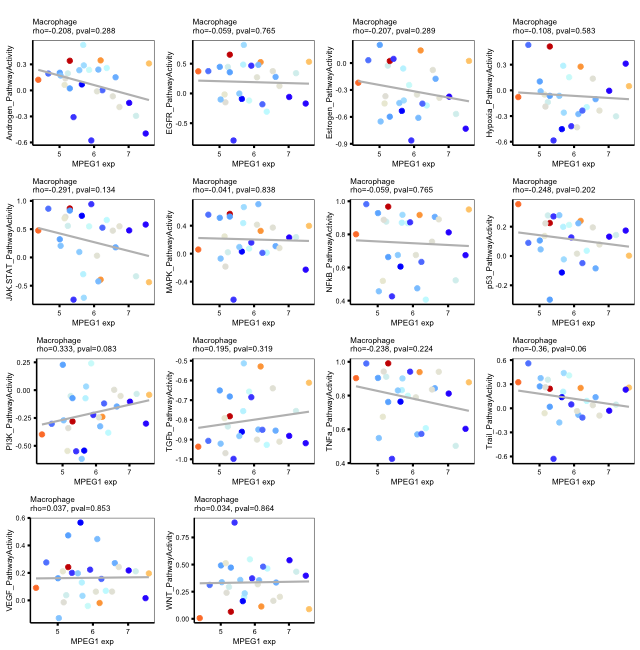 Macrophage
rho=-0.208, pval=0.288
Androgen_PathwayActivity
0.3
0.0
-0.3
-0.6
5
6
7
MPEG1 exp
Macrophage
rho=-0.059, pval=0.765
EGFR_PathwayActivity
0.5
0.0
-0.5
5
6
7
MPEG1 exp
Macrophage
rho=-0.207, pval=0.289
Estrogen_PathwayActivity
0.0
-0.3
-0.6
-0.9
5
6
7
MPEG1 exp
Macrophage
rho=-0.108, pval=0.583
Hypoxia_PathwayActivity
0.3
0.0
-0.3
-0.6
5
6
7
MPEG1 exp
Macrophage
rho=-0.291, pval=0.134
JAK.STAT_PathwayActivity
1.0
0.5
0.0
-0.5
5
6
7
MPEG1 exp
Macrophage
rho=-0.041, pval=0.838
MAPK_PathwayActivity
0.4
0.0
-0.4
5
6
7
MPEG1 exp
Macrophage
rho=-0.059, pval=0.765
NFkB_PathwayActivity
1.0
0.8
0.6
0.4
5
6
7
MPEG1 exp
Macrophage
rho=-0.248, pval=0.202
p53_PathwayActivity
0.2
0.0
-0.2
5
6
7
MPEG1 exp
Macrophage
rho=0.333, pval=0.083
PI3K_PathwayActivity
0.25
0.00
-0.25
-0.50
5
6
7
MPEG1 exp
Macrophage
rho=0.195, pval=0.319
TGFb_PathwayActivity
-0.5
-0.6
-0.7
-0.8
-0.9
-1.0
5
6
7
MPEG1 exp
Macrophage
rho=-0.238, pval=0.224
TNFa_PathwayActivity
1.0
0.8
0.6
0.4
5
6
7
MPEG1 exp
Macrophage
rho=-0.36, pval=0.06
Trail_PathwayActivity
0.6
0.3
0.0
-0.3
-0.6
5
6
7
MPEG1 exp
Macrophage
rho=0.037, pval=0.853
VEGF_PathwayActivity
0.6
0.4
0.2
0.0
5
6
7
MPEG1 exp
Macrophage
rho=0.034, pval=0.864
WNT_PathwayActivity
0.75
0.50
0.25
0.00
5
6
7
MPEG1 exp